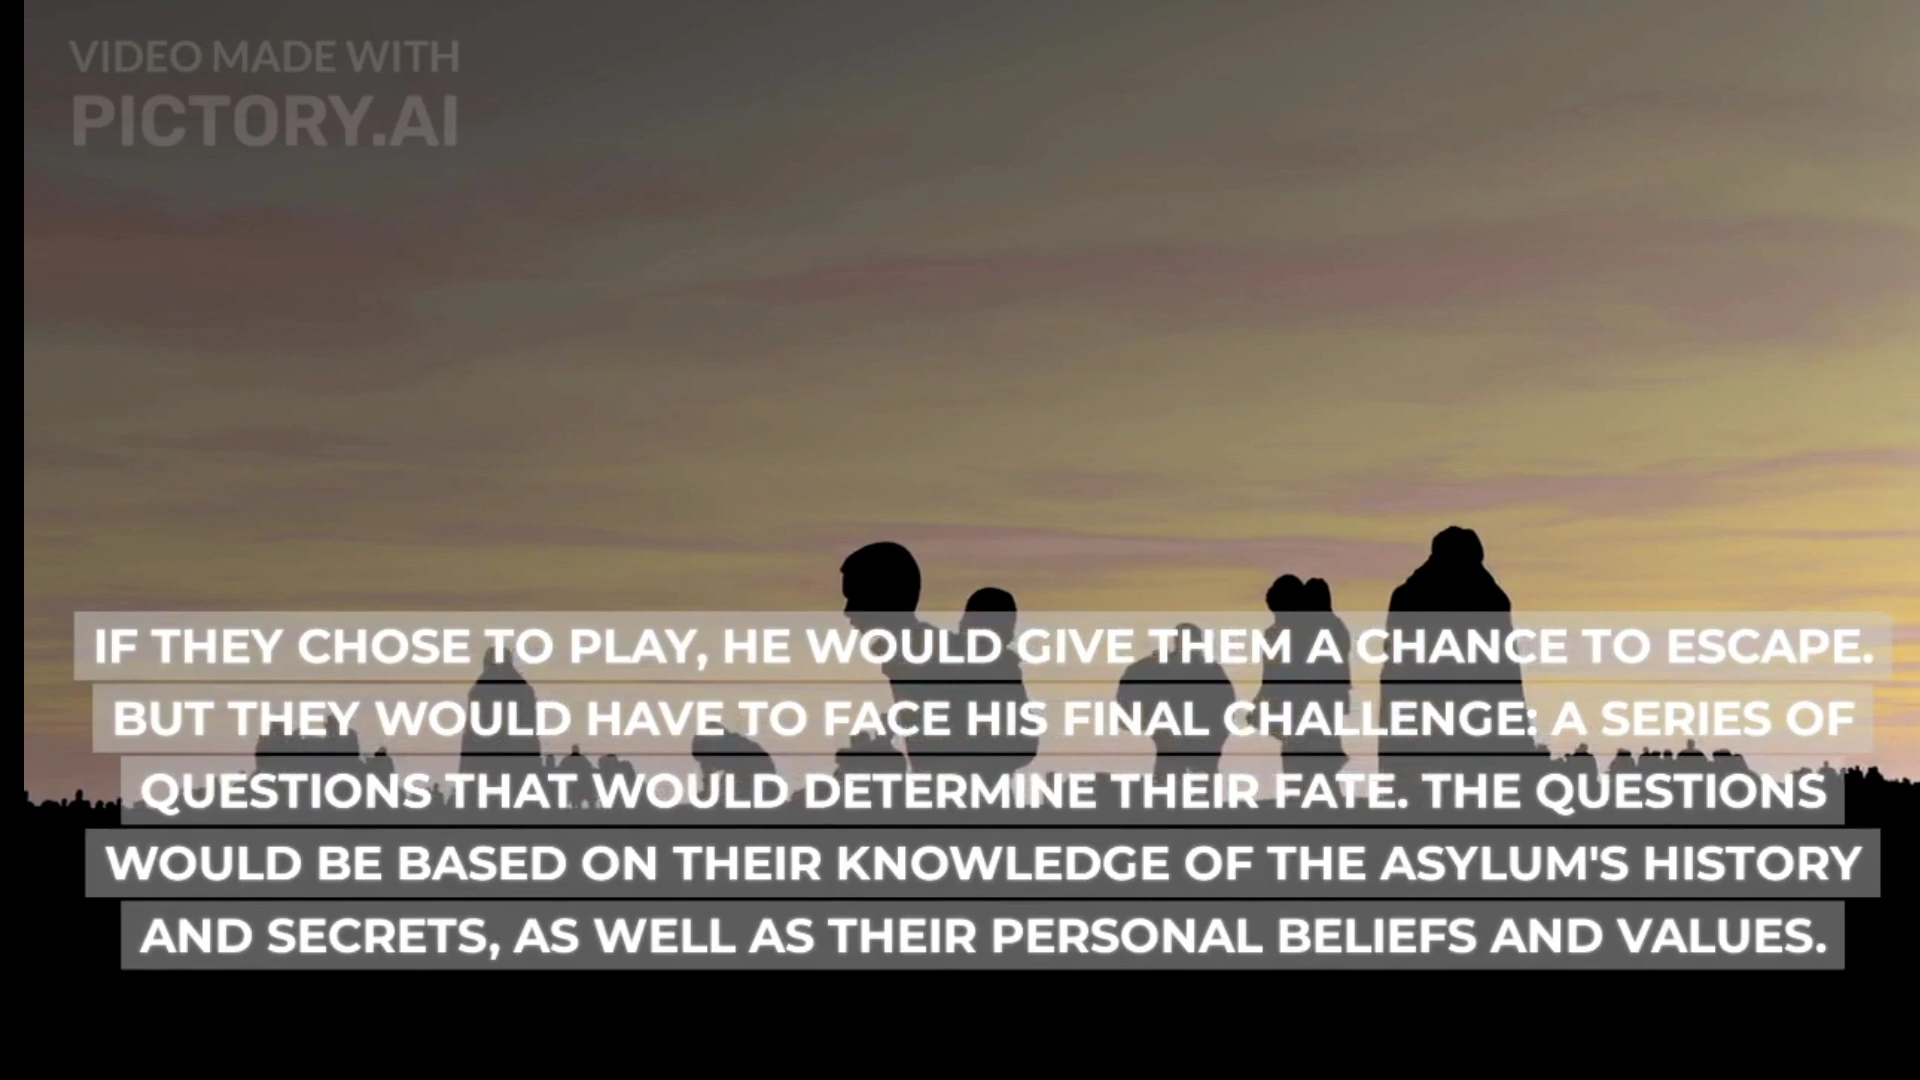 VIDEO MADE WITH
PICTORY.AI
IF THEY CHOSE TO PLAY, HE WOULD GIVE THEM A CHANCE TO ESCAPE.
BUT THEY WOULD HAVE TO FACE HIS FINAL CHALLENGE: A SERIES OF
QUESTIONS THAT WOULD DETERMINE THEIR FATE. THE QUESTIONS
WOULD BE BASED ON THEIR KNOWLEDGE OF THE ASYLUM'S HISTORY
AND SECRETS, AS WELL AS THEIR PERSONAL BELIEFS AND VALUES.